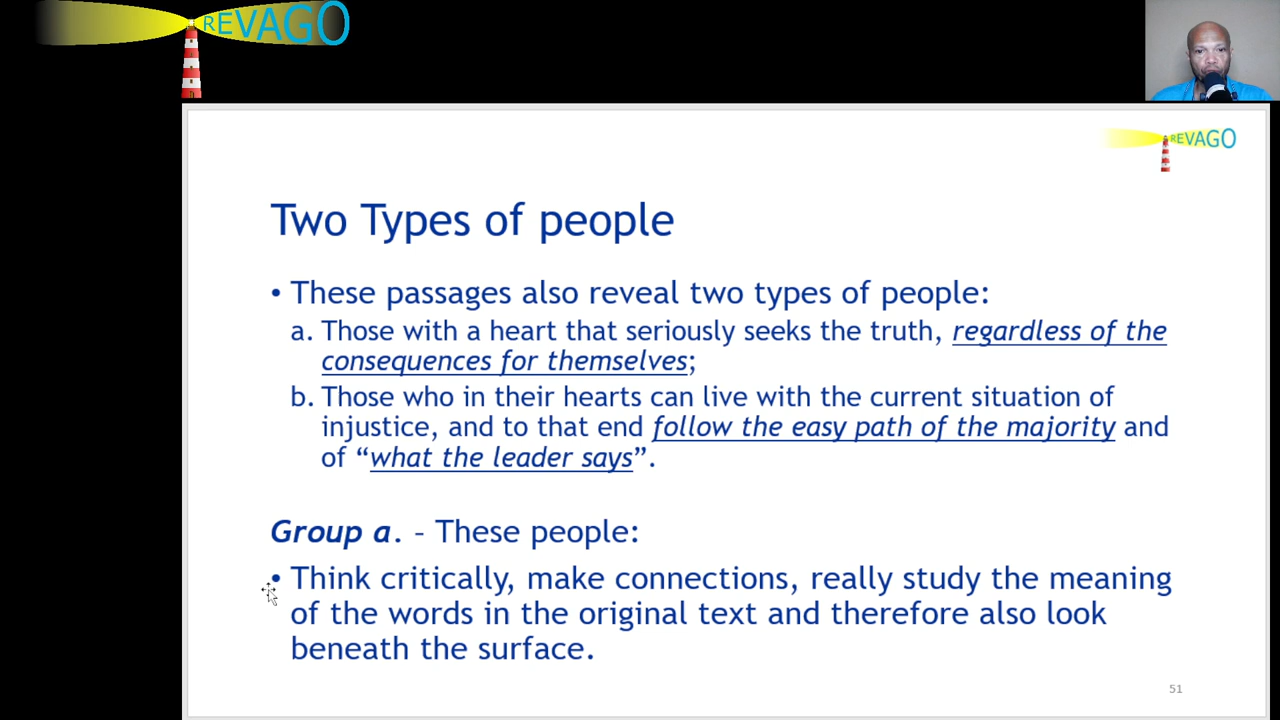 REVAGO
REVAGO
Two Types of people
• These passages also reveal two types of people:
a. Those with a heart that seriously seeks the truth, regardless of the
consequences for themselves;
b. Those who in their hearts can live with the current situation of
injustice, and to that end follow the easy path of the majority and
of “what the leader says”.
Group a. – These people:
• Think critically, make connections, really study the meaning
of the words in the original text and therefore also look
beneath the surface.
51